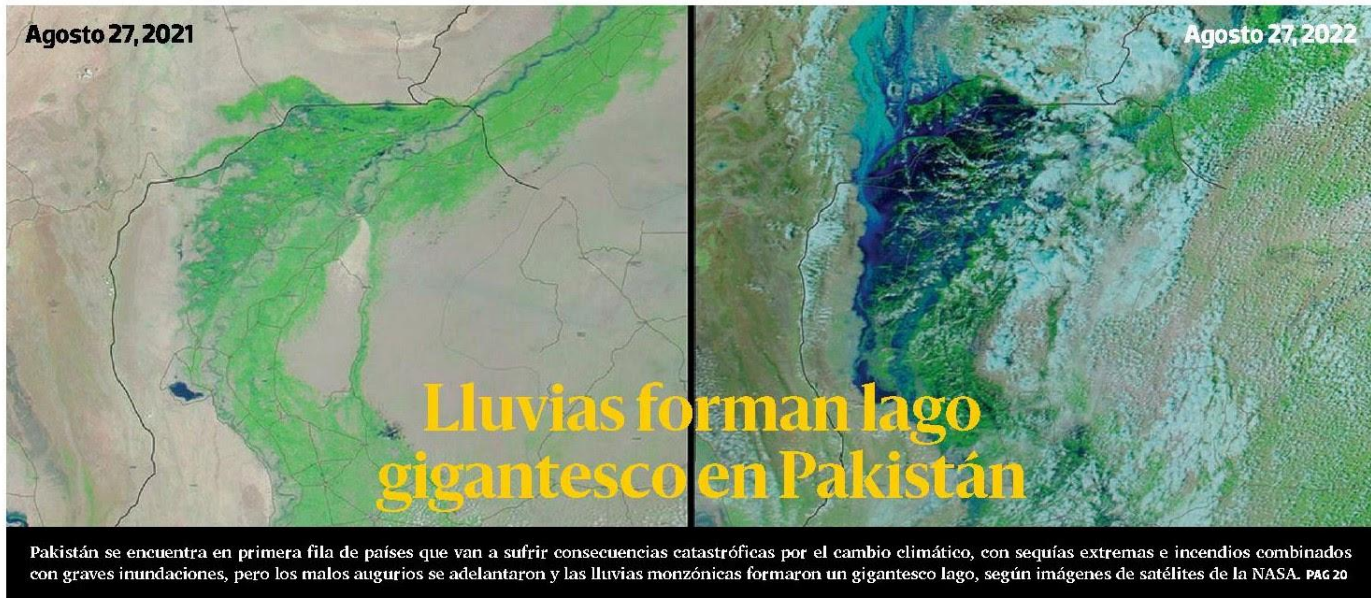 Agosto 27, 2021
Agosto 27, 2022
Lluvias forman lago
gigantesco en Pakistán
Pakistán se encuentra en primera fila de países que van a sufrir consecuencias catastróficas por el cambio climático, con sequías extremas e incendios combinados
con graves inundaciones, pero los malos augurios se adelantaron y las lluvias monzónicas formaron un gigantesco lago, según imágenes de satélites de la NASA. PAG 20